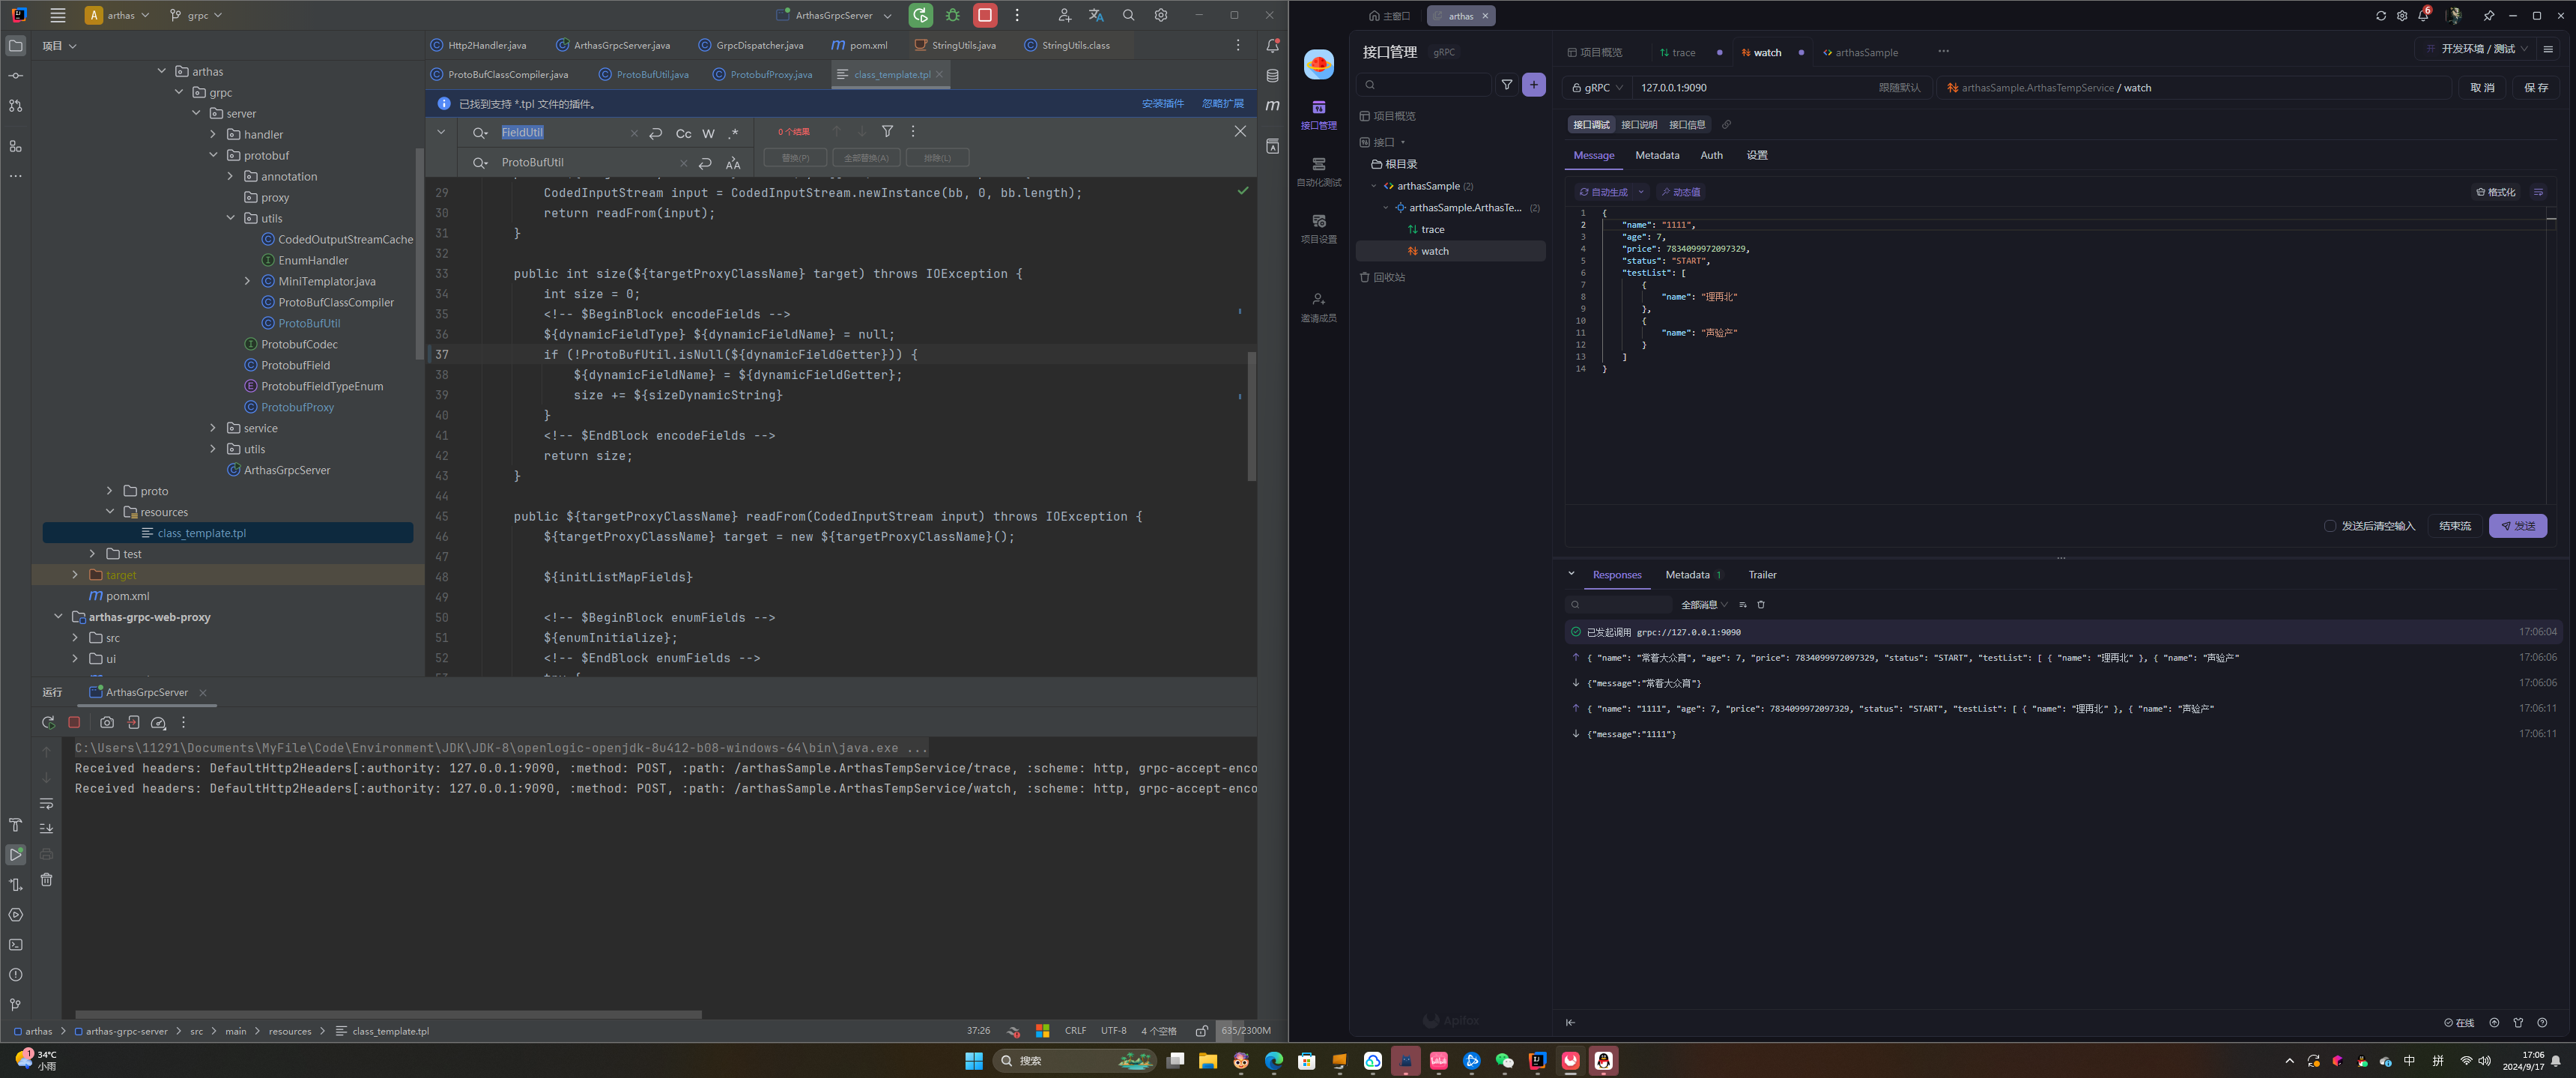 A arthas
grpc
ArthasGrpcServer
项目
Http2Handler.java
ArthasGrpcServer.java
GrpcDispatcher.java
pom.xml
StringUtils.java
StringUtils.class
ProtoBufClassCompiler.java
ProtoBufUtil.java
ProtobufProxy.java
class_template.tpl
已找到支持 *.tpl 文件的插件。
安装插件
忽略扩展
FieldUtil
Cc W .*
0 个结果
ProtoBufUtil
替换(P)
全部替换(A)
排除(L)
arthas
grpc
server
handler
protobuf
annotation
proxy
utils
CodedOutputStreamCache
EnumHandler
MiniTemplator.java
ProtoBufClassCompiler
ProtoBufUtil
ProtobufCodec
ProtobufField
ProtobufFieldTypeEnum
ProtobufProxy
service
utils
ArthasGrpcServer
proto
resources
class_template.tpl
test
target
pom.xml
arthas-grpc-web-proxy
src
ui
29 CodedInputStream input = CodedInputStream.newInstance(bb, 0, bb.length);
30 return readFrom(input);
31 }
32
33 public int size(${targetProxyClassName} target) throws IOException {
34 int size = 0;
35 <!-- $BeginBlock encodeFields -->
36 ${dynamicFieldType} ${dynamicFieldName} = null;
37 if (!ProtoBufUtil.isNull(${dynamicFieldGetter})) {
38 ${dynamicFieldName} = ${dynamicFieldGetter};
39 size += ${sizeDynamicString}
40 }
41 <!-- $EndBlock encodeFields -->
42 return size;
43 }
44
45 public ${targetProxyClassName} readFrom(CodedInputStream input) throws IOException {
46 ${targetProxyClassName} target = new ${targetProxyClassName}();
47
48 ${initListMapFields}
49
50 <!-- $BeginBlock enumFields -->
51 ${enumInitialize};
52 <!-- $EndBlock enumFields -->
运行
ArthasGrpcServer
C:\Users\11291\Documents\MyFile\Code\Environment\JDK\JDK-8\openlogic-openjdk-8u412-b08-windows-64\bin\java.exe ...
Received headers: DefaultHttp2Headers[:authority: 127.0.0.1:9090, :method: POST, :path: /arthasSample.ArthasTempService/trace, :scheme: http, grpc-accept-enco
Received headers: DefaultHttp2Headers[:authority: 127.0.0.1:9090, :method: POST, :path: /arthasSample.ArthasTempService/watch, :scheme: http, grpc-accept-enco
arthas > arthas-grpc-server > src > main > resources > class_template.tpl
37:26
CRLF
UTF-8
4 个空格
635/2300M
主窗口
arthas
6
接口管理
自动化测试
项目设置
邀请成员
接口管理 gRPC
项目概览
接口
根目录
arthasSample (2)
arthasSample.ArthasTe... (2)
trace
watch
回收站
Apifox
项目概览
trace
watch
arthasSample
开发环境 / 测试
gRPC
127.0.0.1:9090
跟随默认
arthasSample.ArthasTempService / watch
取 消
保 存
接口调试
接口说明
接口信息
Message
Metadata
Auth
设置
自动生成
动态值
格式化
1 {
2 "name": "1111",
3 "age": 7,
4 "price": 7834099972097329,
5 "status": "START",
6 "testList": [
7 {
8 "name": "理再北"
9 },
10 {
11 "name": "声验产"
12 }
13 ]
14 }
发送后清空输入
结束流
发送
Responses
Metadata 1
Trailer
全部消息
已发起调用 grpc://127.0.0.1:9090 17:06:04
{ "name": "常着大众育", "age": 7, "price": 7834099972097329, "status": "START", "testList": [ { "name": "理再北" }, { "name": "声验产" 17:06:06
{"message":"常着大众育"} 17:06:06
{ "name": "1111", "age": 7, "price": 7834099972097329, "status": "START", "testList": [ { "name": "理再北" }, { "name": "声验产" 17:06:11
{"message":"1111"} 17:06:11
在线
1
34°C
小雨
搜索
中
拼
17:06
2024/9/17